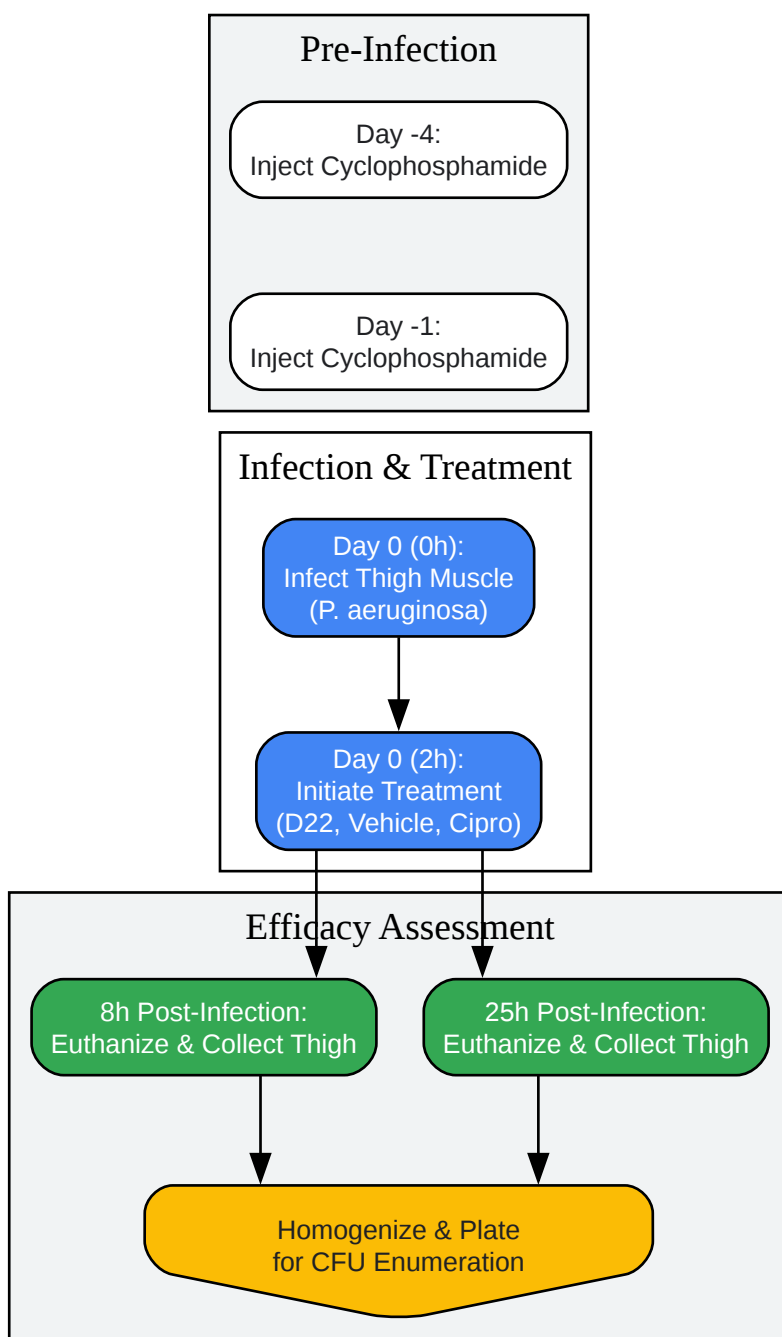 Pre-Infection
Day -4:
Inject Cyclophosphamide
Day -1:
Inject Cyclophosphamide
Infection & Treatment
Day 0 (0h):
Infect Thigh Muscle
(P. aeruginosa)
Day 0 (2h):
Initiate Treatment
(D22, Vehicle, Cipro)
Efficacy Assessment
8h Post-Infection:
Euthanize & Collect Thigh
25h Post-Infection:
Euthanize & Collect Thigh
Homogenize & Plate
for CFU Enumeration